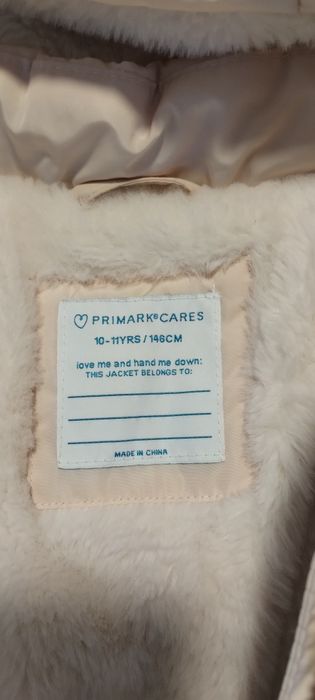 ♡ PRIMARK® CARES
10-11YRS / 146CM
love me and hand me down:
THIS JACKET BELONGS TO:
MADE IN CHINA